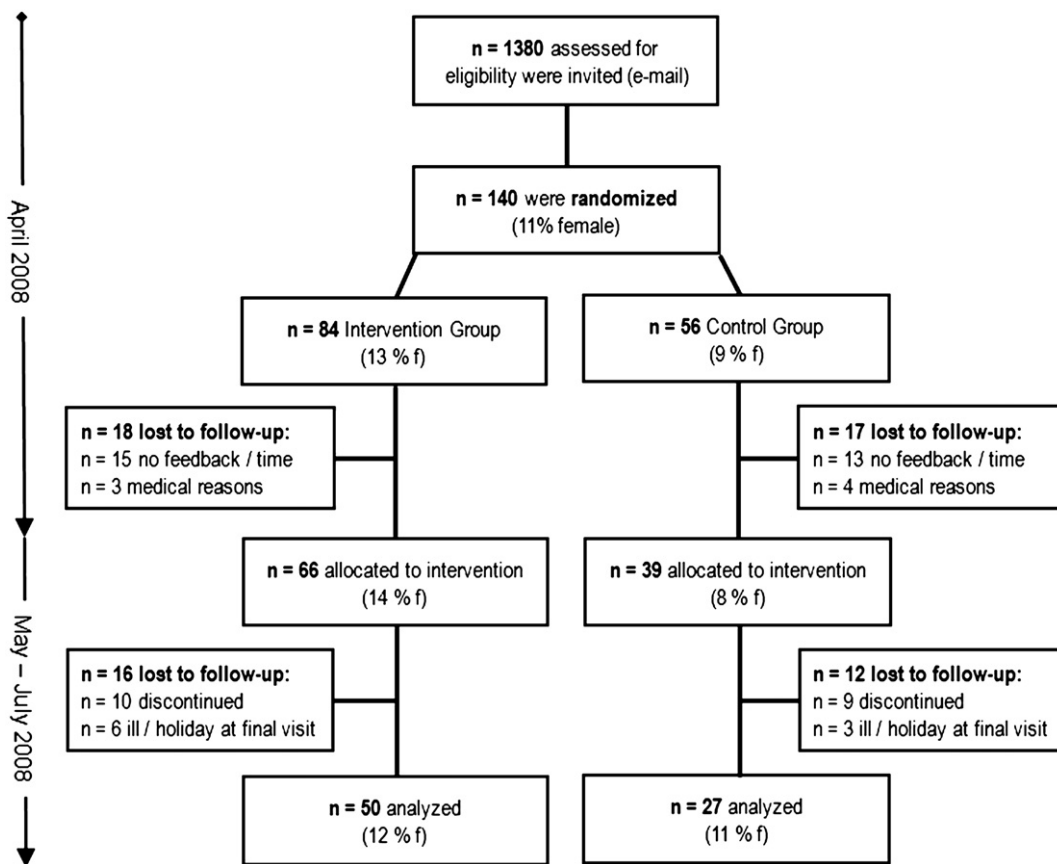 n = 1380 assessed for
eligibility were invited (e-mail)
n = 140 were randomized
(11% female)
April 2008
n = 84 Intervention Group
(13 % f)
n = 56 Control Group
(9 % f)
n = 18 lost to follow-up:
n = 15 no feedback / time
n = 3 medical reasons
n = 17 lost to follow-up:
n = 13 no feedback / time
n = 4 medical reasons
n = 66 allocated to intervention
(14 % f)
n = 39 allocated to intervention
(8 % f)
May – July 2008
n = 16 lost to follow-up:
n = 10 discontinued
n = 6 ill / holiday at final visit
n = 12 lost to follow-up:
n = 9 discontinued
n = 3 ill / holiday at final visit
n = 50 analyzed
(12 % f)
n = 27 analyzed
(11 % f)